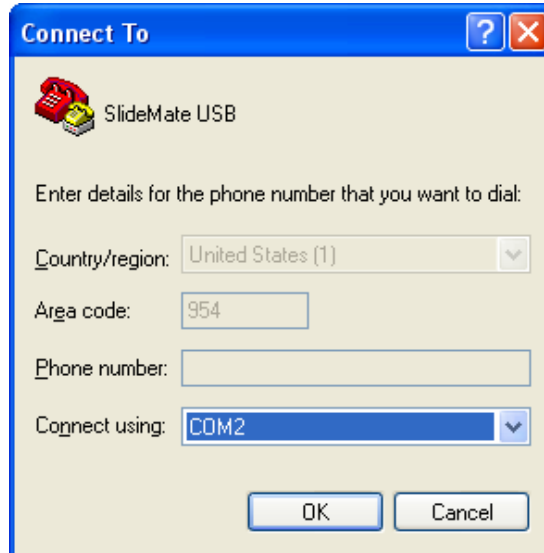 Connect To
SlideMate USB
Enter details for the phone number that you want to dial:
Country/region: United States (1)
Area code: 954
Phone number:
Connect using: COM2
OK Cancel